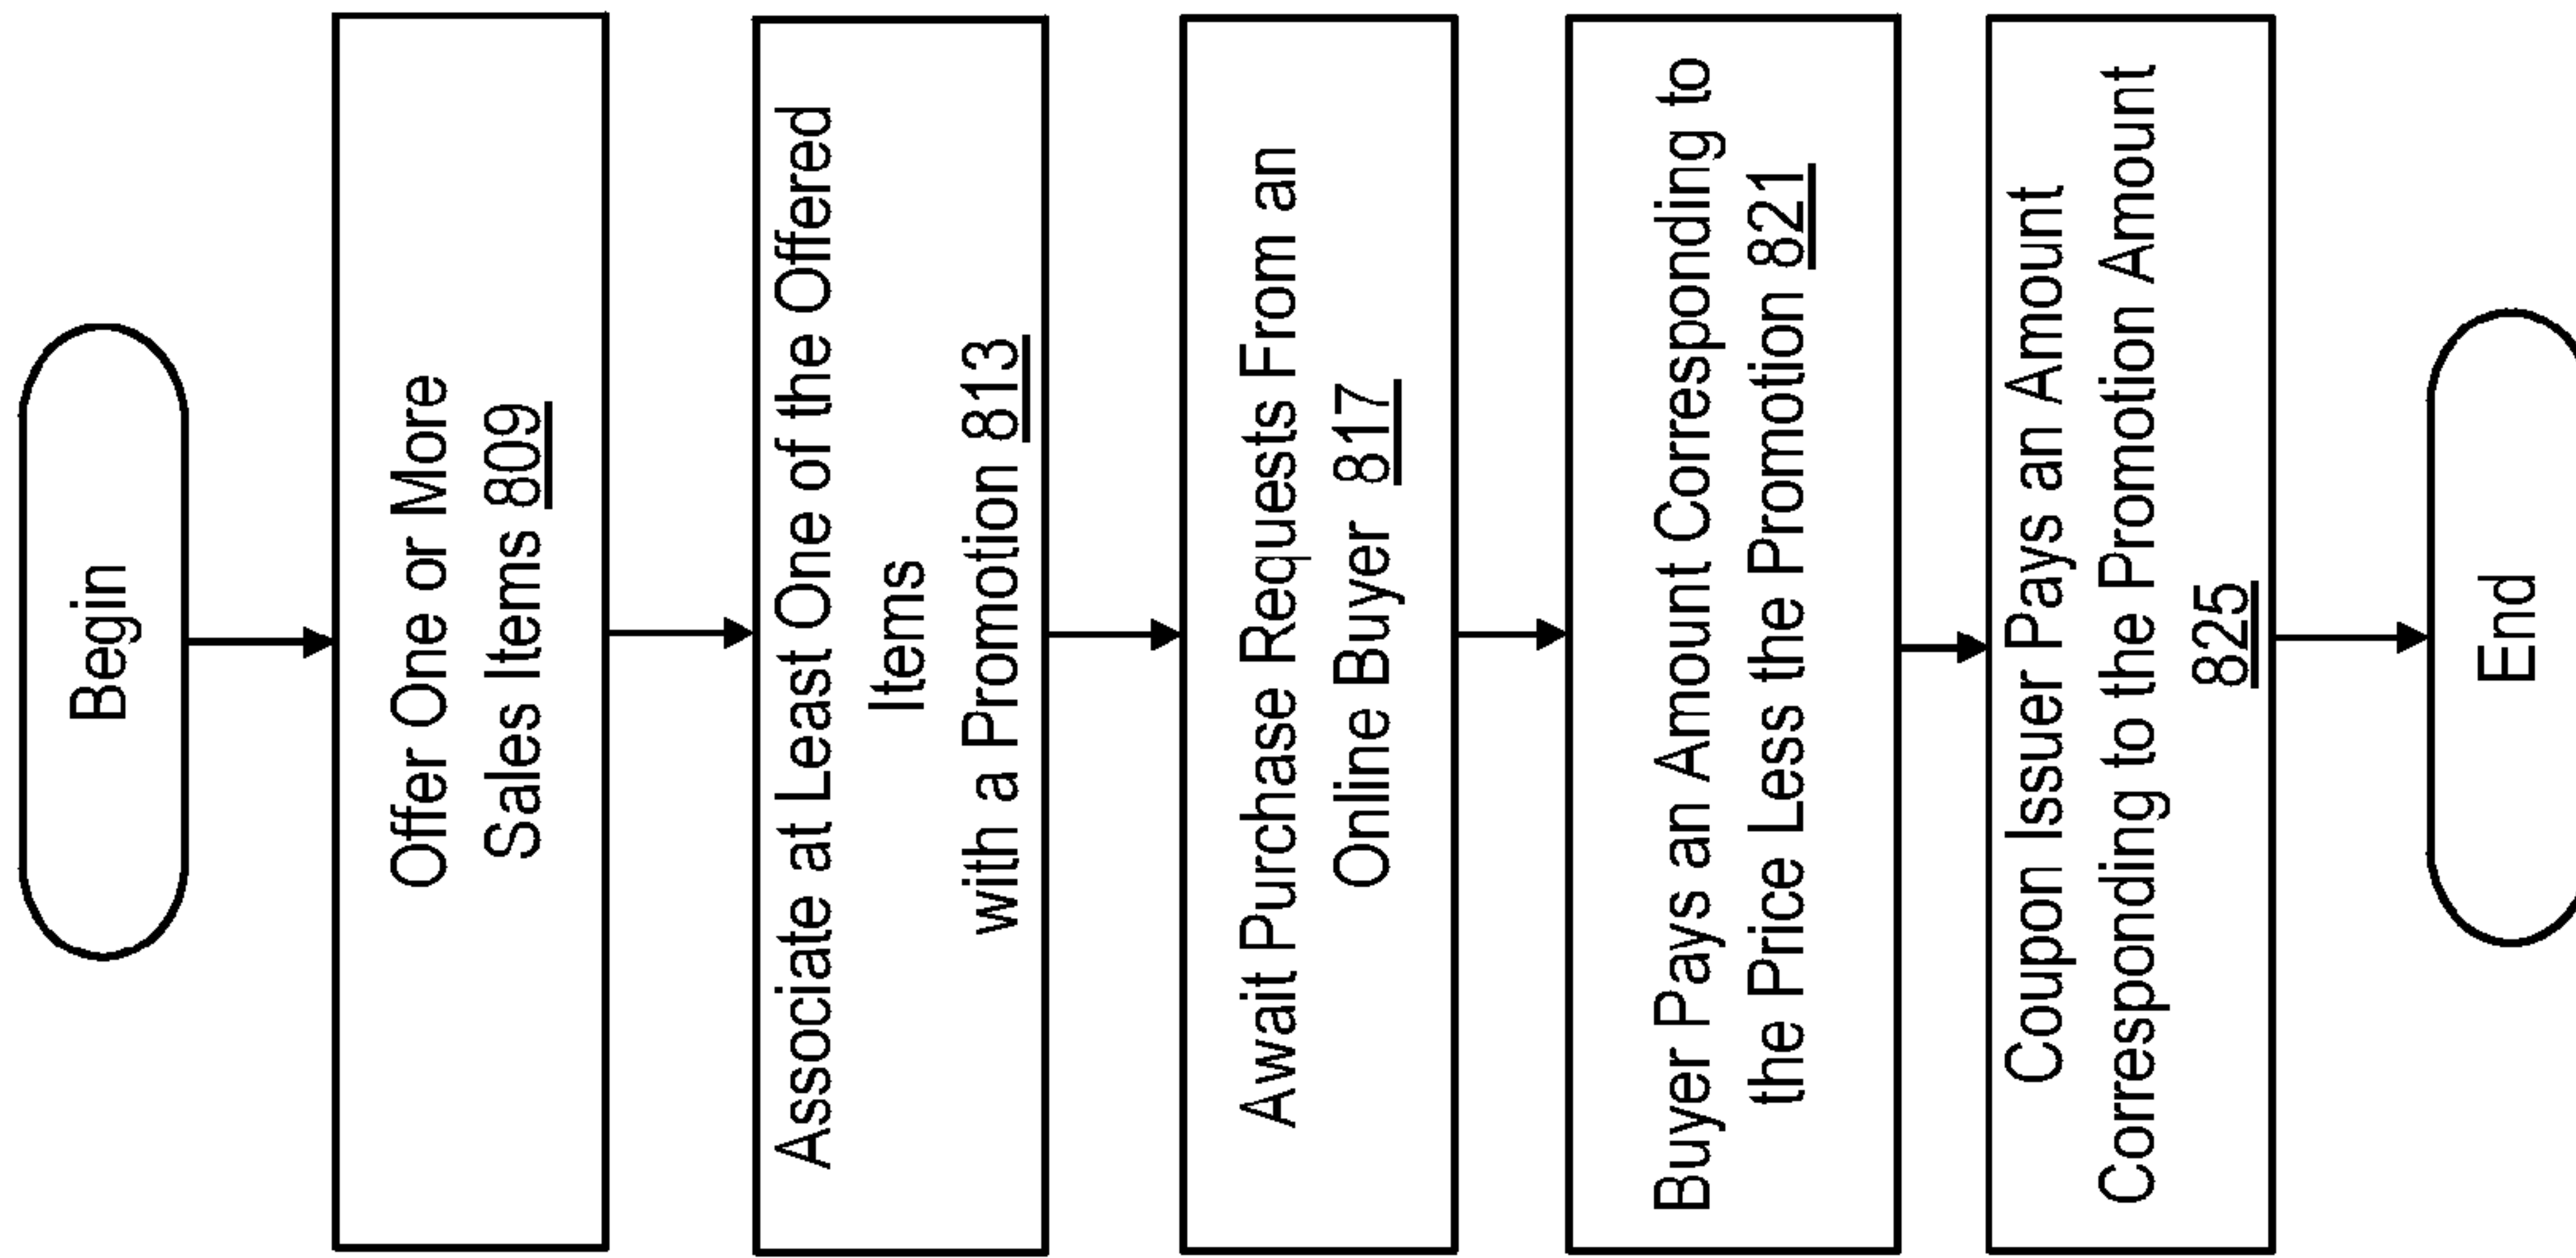 Begin
Offer One or More
Sales Items 809
Associate at Least One of the Offered
Items
with a Promotion 813
Await Purchase Requests From an
Online Buyer 817
Buyer Pays an Amount Corresponding to
the Price Less the Promotion 821
Coupon Issuer Pays an Amount
Corresponding to the Promotion Amount
825
End